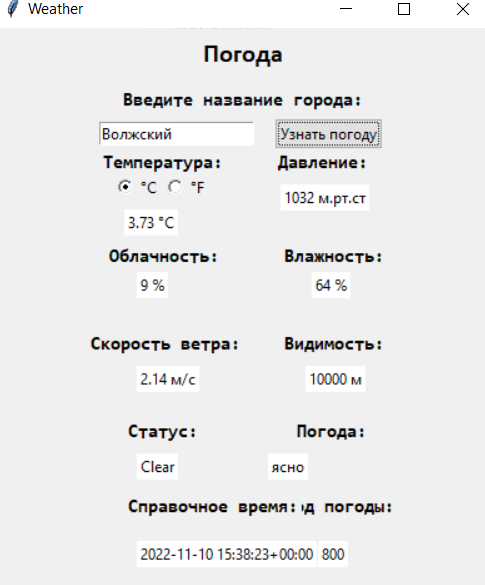 Weather
Погода
Введите название города:
Волжский Узнать погоду
Температура: Давление:
°C °F
1032 м.рт.ст
3.73 °C
Облачность: Влажность:
9 % 64 %
Скорость ветра: Видимость:
2.14 м/с 10000 м
Статус: Погода:
Clear ясно
Справочное время: д погоды:
2022-11-10 15:38:23+00:00 800